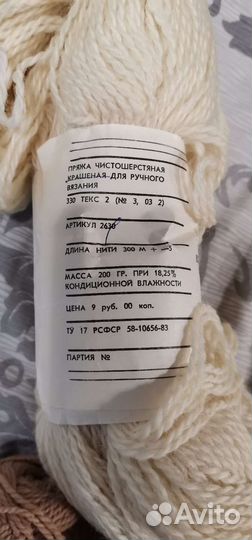 ПРЯЖА ЧИСТОШЕРСТЯНАЯ
КРАШЕНАЯ ДЛЯ РУЧНОГО
ВЯЗАНИЯ
330 ТЕКС 2 (№ 3, 03 2)
АРТИКУЛ 2630
ДЛИНА НИТИ 300 М + —5
МАССА 200 ГР. ПРИ 18,25%
КОНДИЦИОННОЙ ВЛАЖНОСТИ
ЦЕНА 9 руб. 00 коп.
ТУ 17 РСФСР 58-10656-83
ПАРТИЯ №
Avito